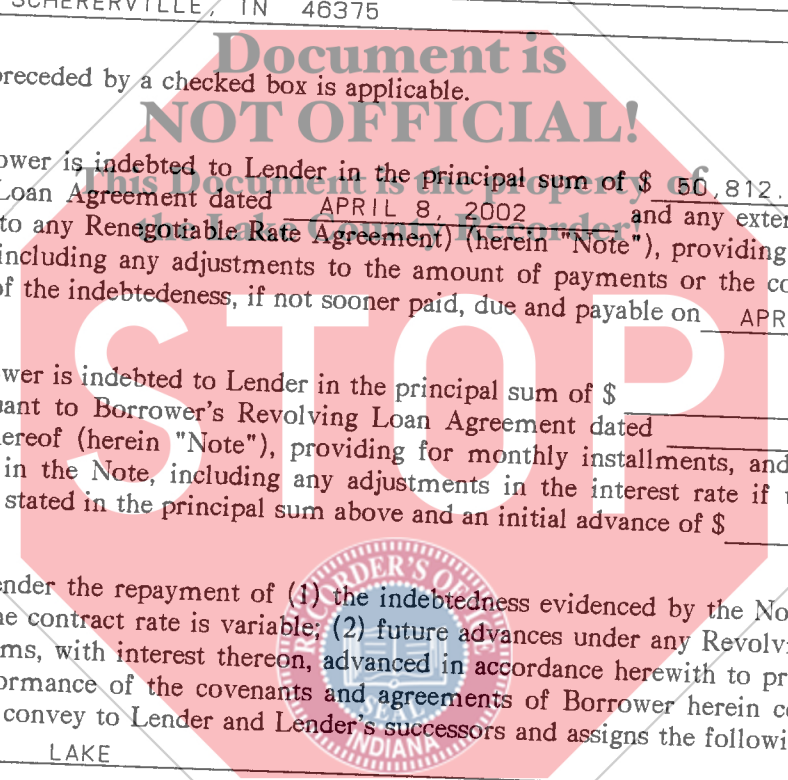 SCHERERVILLE, IN 46375
Document is
preceded by a checked box is applicable.
NOT OFFICIAL!
ower is indebted to Lender in the principal sum of $ 50,812.
This Document is the property of
Loan Agreement dated APRIL 8, 2002 and any exter
the Lake County Recorder!
to any Renegotiable Rate Agreement) (herein "Note"), providing
including any adjustments to the amount of payments or the co
of the indebtedeness, if not sooner paid, due and payable on APR
STOP
wer is indebted to Lender in the principal sum of $
ant to Borrower's Revolving Loan Agreement dated
ereof (herein "Note"), providing for monthly installments, and
in the Note, including any adjustments in the interest rate if
stated in the principal sum above and an initial advance of $
ender the repayment of (1) the indebtedness evidenced by the No
ne contract rate is variable; (2) future advances under any Revolvi
ms, with interest thereon, advanced in accordance herewith to pr
ormance of the covenants and agreements of Borrower herein co
convey to Lender and Lender's successors and assigns the followi
LAKE
RECORDER'S OFFICE
SEAL
INDIANA